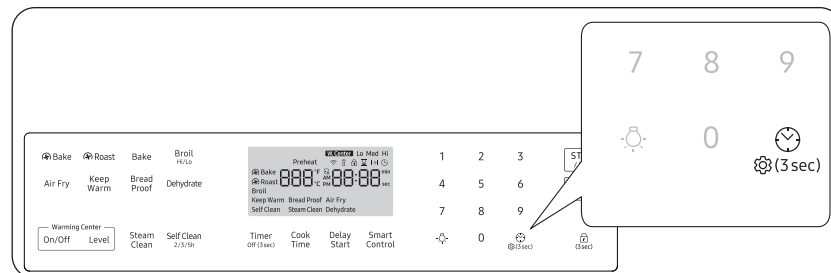 Bake Roast Bake Broil
Hi/Lo
Air Fry Keep Warm Bread Proof Dehydrate
Warming Center
On/Off Level Steam Clean Self Clean
2/3/5h
W. Center Lo Med Hi
Preheat
Bake 888 °F AM 88:88 min
Roast °C PM sec
Broil
Keep Warm Bread Proof Air Fry
Self Clean Steam Clean Dehydrate
Timer Cook Time Delay Start Smart Control
Off (3 sec)
1 2 3
4 5 6
7 8 9
0
(3 sec)
(3 sec)
7 8 9
0
(3 sec)